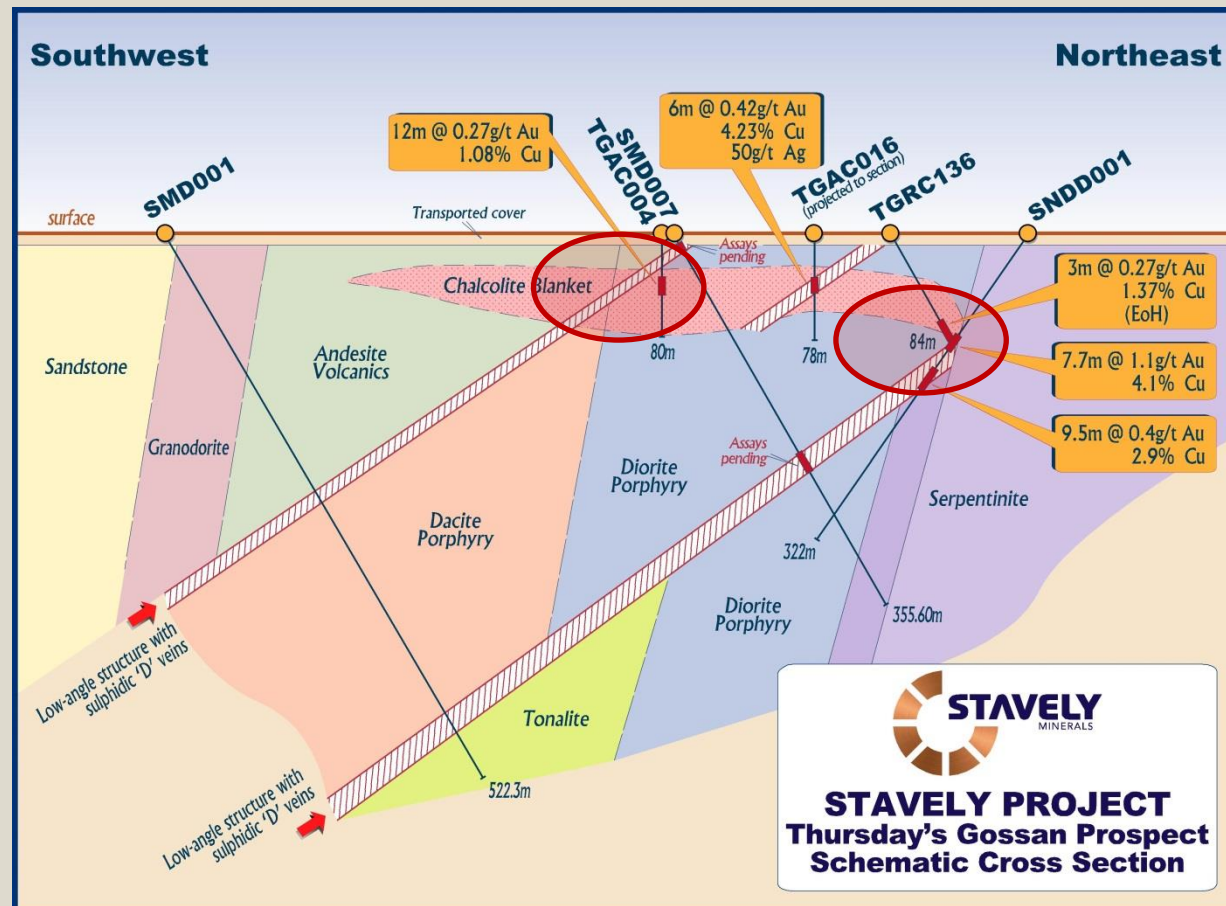 Southwest
Northeast
12m @ 0.27g/t Au
1.08% Cu
6m @ 0.42g/t Au
4.23% Cu
50g/t Ag
SMD001
TGAC004
SMD007
TGAC016
(projected to section)
TGRC136
SNDD001
surface
Transported cover
Assays
pending
Chalcolite Blanket
3m @ 0.27g/t Au
1.37% Cu
(EoH)
7.7m @ 1.1g/t Au
4.1% Cu
9.5m @ 0.4g/t Au
2.9% Cu
80m
78m
84m
Sandstone
Granodorite
Andesite
Volcanics
Dacite
Porphyry
Diorite
Porphyry
Assays
pending
Serpentinite
322m
355.60m
Diorite
Porphyry
Tonalite
522.3m
Low-angle structure with
sulphidic 'D' veins
Low-angle structure with
sulphidic 'D' veins
STAVELY
MINERALS
STAVELY PROJECT
Thursday's Gossan Prospect
Schematic Cross Section